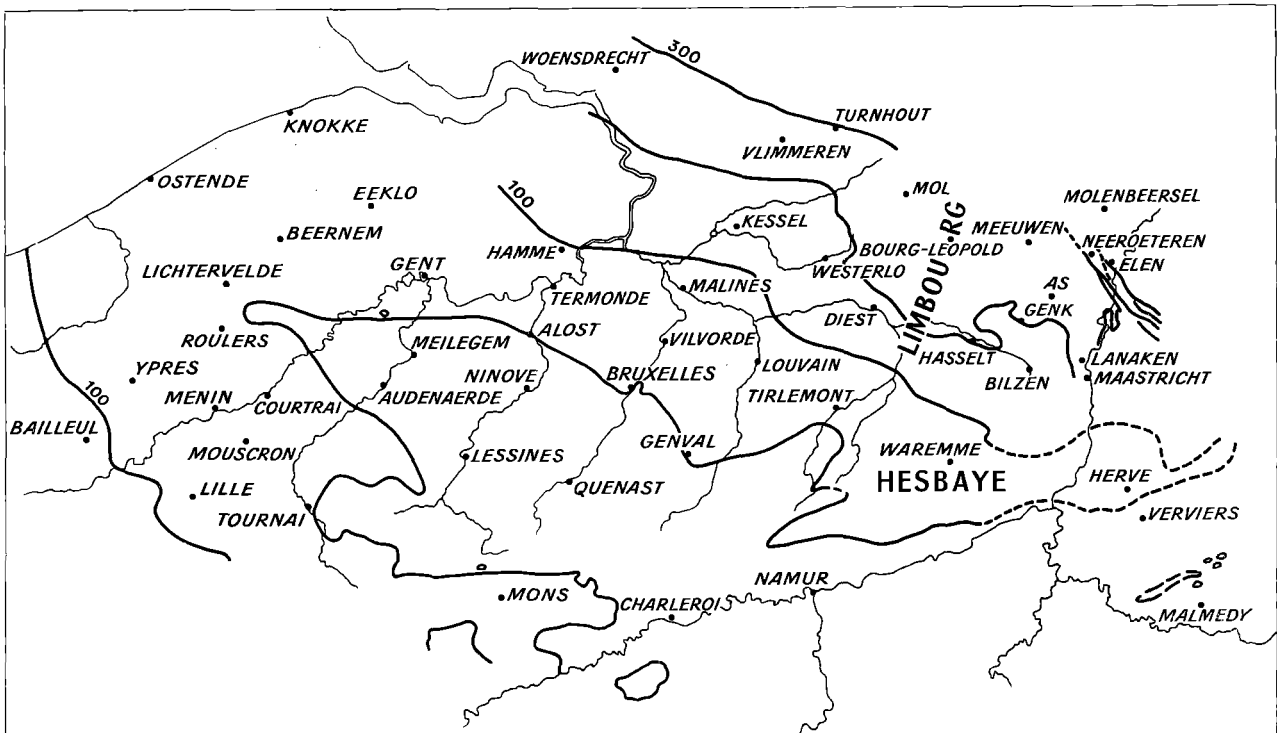 WOENSDRECHT
300
KNOKKE
TURNHOUT
VLIMMEREN
OSTENDE
EEKLO
100
MOL
MOLENBEERSEL
BEERNEM
KESSEL
LIMBOURG
MEEUWEN
HAMME
BOURG-LEOPOLD
NEEROETEREN
GENT
WESTERLO
ELEN
LICHTERVELDE
TERMONDE
MALINES
AS
DIEST
GENK
ROULERS
ALOST
MEILEGEM
VILVORDE
HASSELT
LANAKEN
YPRES
NINOVE
BRUXELLES
LOUVAIN
BILZEN
MAASTRICHT
100
MENIN
COURTRAI
AUDENAERDE
TIRLEMONT
BAILLEUL
MOUSCRON
GENVAL
WAREMME
LESSINES
HESBAYE
HERVE
LILLE
QUENAST
TOURNAI
VERVIERS
NAMUR
MONS
CHARLEROI
MALMEDY